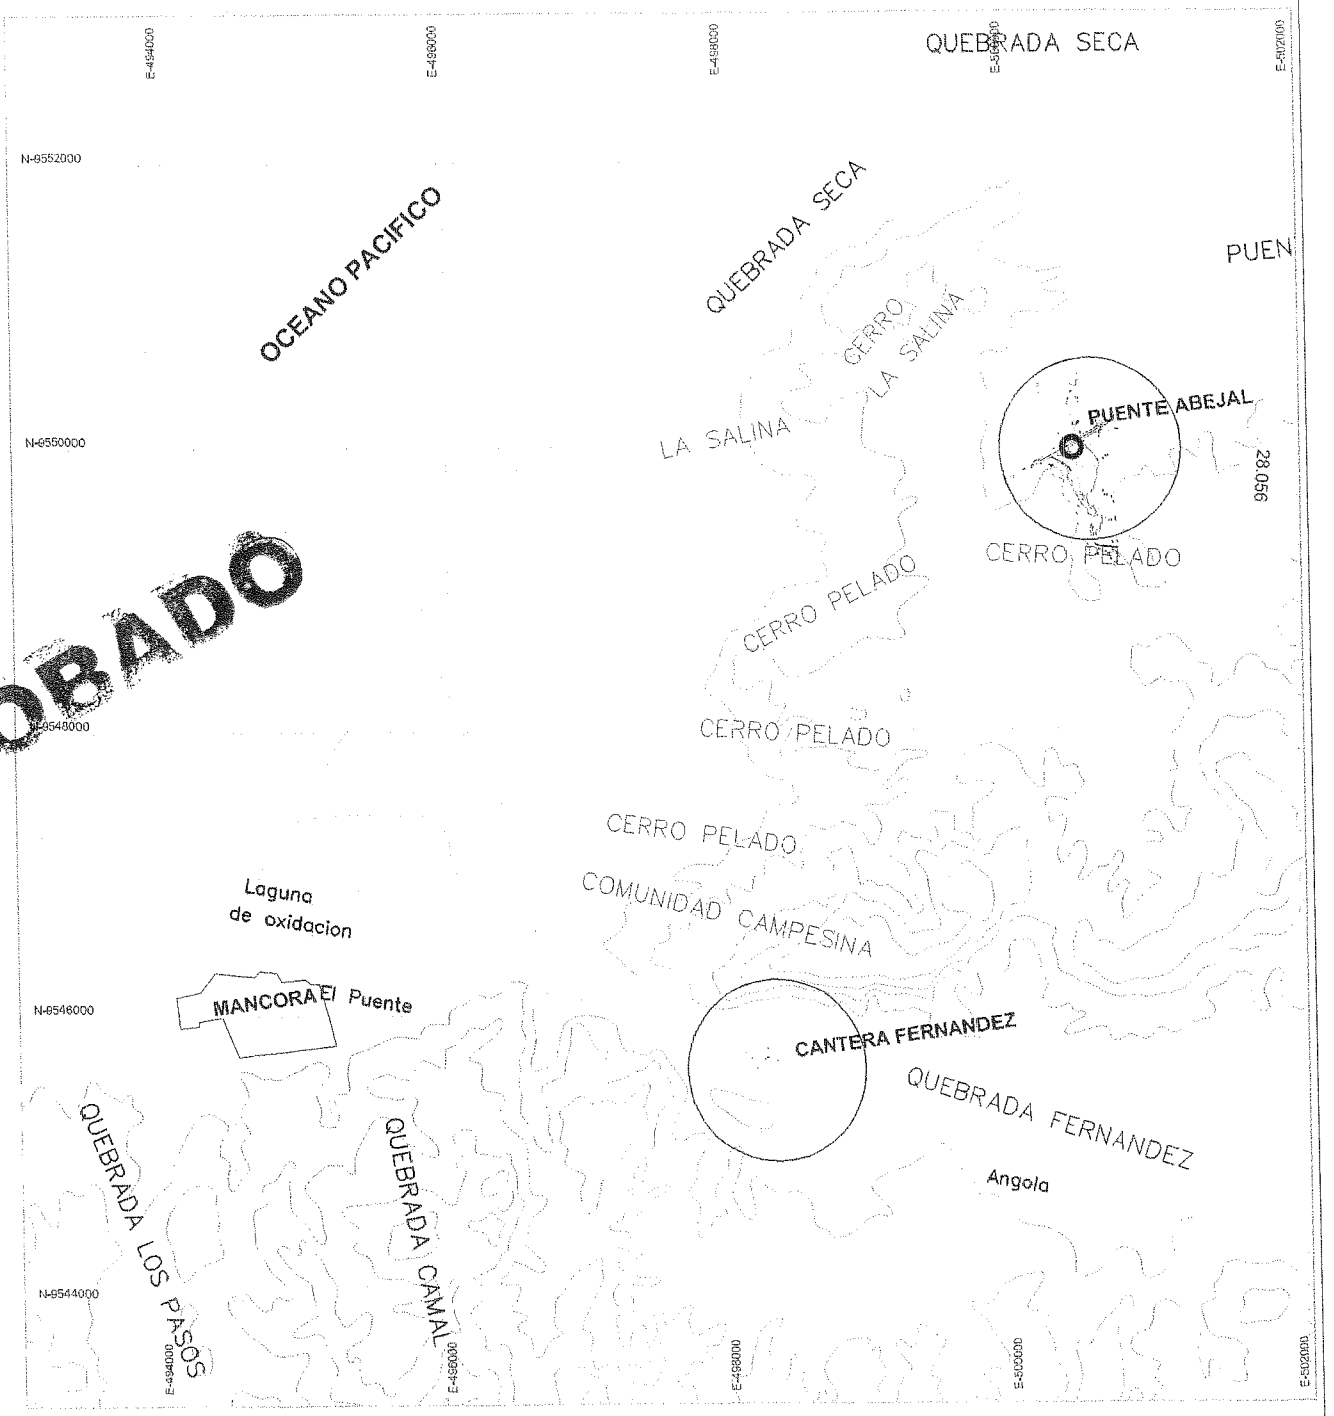 E-494000
E-496000
E-498000
E-500000
E-502000
QUEBRADA SECA
N-9552000
OCEANO PACIFICO
QUEBRADA SECA
PUEN
CERRO
LA SALINA
LA SALINA
PUENTE ABEJAL
N-9550000
28.056
CERRO PELADO
CERRO PELADO
OBADO
N-9548000
CERRO PELADO
CERRO PELADO
COMUNIDAD CAMPESINA
Laguna
de oxidacion
MANCORA
El Puente
N-9546000
CANTERA FERNANDEZ
QUEBRADA FERNANDEZ
Angola
QUEBRADA LOS PASOS
QUEBRADA CAMAL
N-9544000
E-494000
E-496000
E-498000
E-500000
E-502000